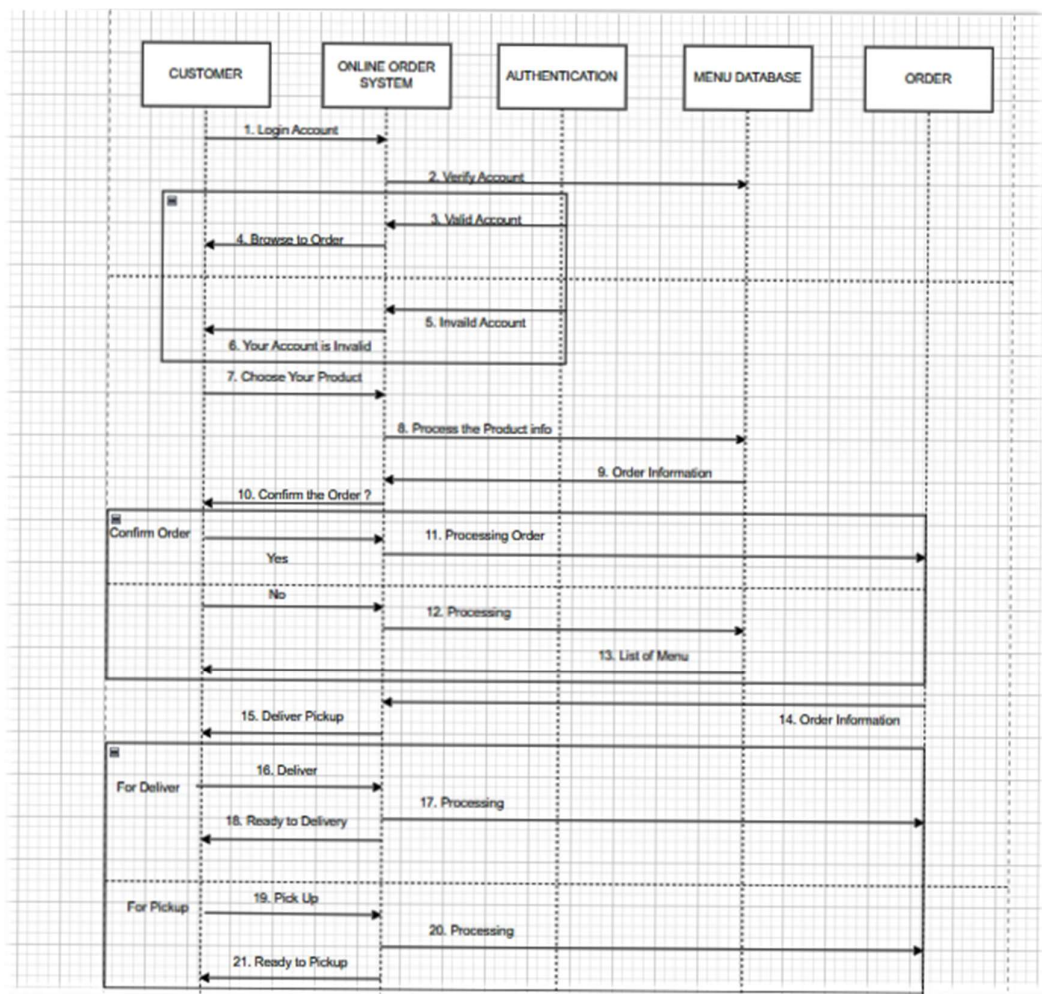 CUSTOMER
ONLINE ORDER
SYSTEM
AUTHENTICATION
MENU DATABASE
ORDER
1. Login Account
2. Verify Account
3. Valid Account
4. Browse to Order
5. Invaild Account
6. Your Account is Invalid
7. Choose Your Product
8. Process the Product info
9. Order Information
10. Confirm the Order ?
Confirm Order
11. Processing Order
Yes
No
12. Processing
13. List of Menu
14. Order Information
15. Deliver Pickup
16. Deliver
For Deliver
17. Processing
18. Ready to Delivery
19. Pick Up
For Pickup
20. Processing
21. Ready to Pickup